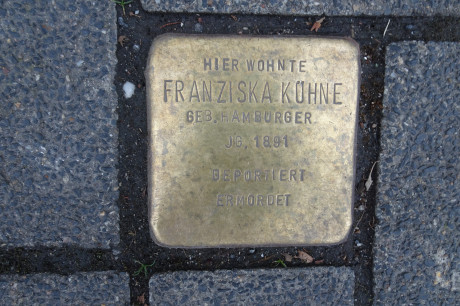 HIER WOHNTE
FRANZISKA KÜHNE
GEB. HAMBURGER
JG. 1891
DEPORTIERT
ERMORDET